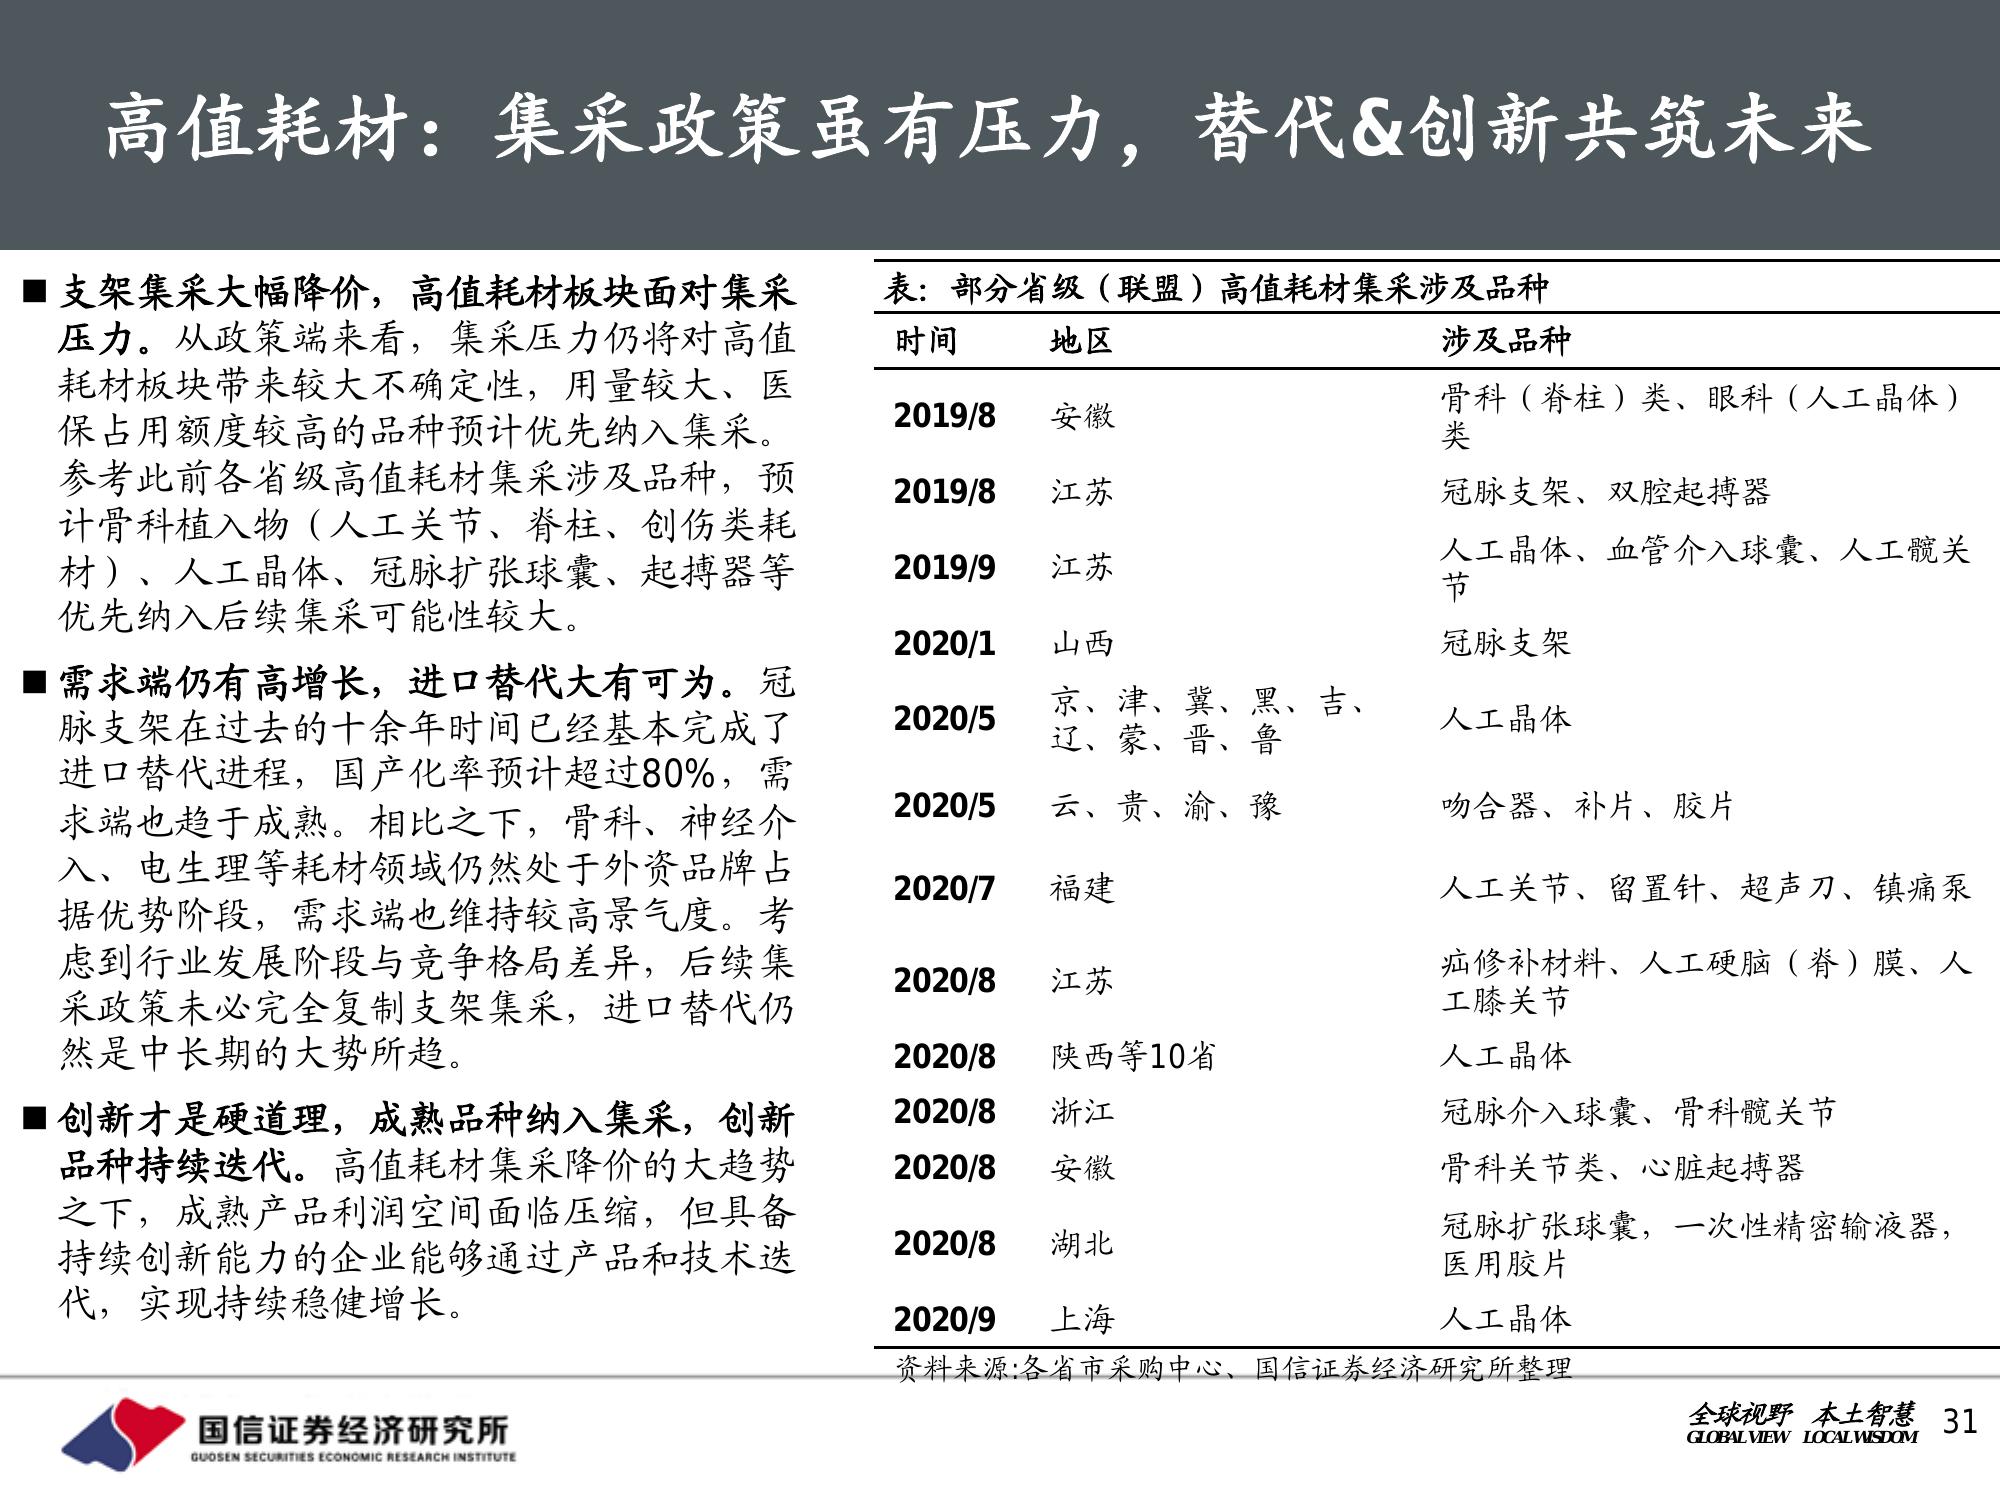 高值耗材：集采政策虽有压力，替代&创新共筑未来
■ 支架集采大幅降价，高值耗材板块面对集采
压力。从政策端来看，集采压力仍将对高值
耗材板块带来较大不确定性，用量较大、医
保占用额度较高的品种预计优先纳入集采。
参考此前各省级高值耗材集采涉及品种，预
计骨科植入物（人工关节、脊柱、创伤类耗
材）、人工晶体、冠脉扩张球囊、起搏器等
优先纳入后续集采可能性较大。
■ 需求端仍有高增长，进口替代大有可为。冠
脉支架在过去的十余年时间已经基本完成了
进口替代进程，国产化率预计超过80%，需
求端也趋于成熟。相比之下，骨科、神经介
入、电生理等耗材领域仍然处于外资品牌占
据优势阶段，需求端也维持较高景气度。考
虑到行业发展阶段与竞争格局差异，后续集
采政策未必完全复制支架集采，进口替代仍
然是中长期的大势所趋。
■ 创新才是硬道理，成熟品种纳入集采，创新
品种持续迭代。高值耗材集采降价的大趋势
之下，成熟产品利润空间面临压缩，但具备
持续创新能力的企业能够通过产品和技术迭
代，实现持续稳健增长。
表：部分省级（联盟）高值耗材集采涉及品种
时间 地区 涉及品种
2019/8 安徽 骨科（脊柱）类、眼科（人工晶体）
类
2019/8 江苏 冠脉支架、双腔起搏器
2019/9 江苏 人工晶体、血管介入球囊、人工髋关
节
2020/1 山西 冠脉支架
2020/5 京、津、冀、黑、吉、
辽、蒙、晋、鲁 人工晶体
2020/5 云、贵、渝、豫 吻合器、补片、胶片
2020/7 福建 人工关节、留置针、超声刀、镇痛泵
2020/8 江苏 疝修补材料、人工硬脑（脊）膜、人
工膝关节
2020/8 陕西等10省 人工晶体
2020/8 浙江 冠脉介入球囊、骨科髋关节
2020/8 安徽 骨科关节类、心脏起搏器
2020/8 湖北 冠脉扩张球囊，一次性精密输液器，
医用胶片
2020/9 上海 人工晶体
资料来源:各省市采购中心、国信证券经济研究所整理
国信证券经济研究所
GUOSEN SECURITIES ECONOMIC RESEARCH INSTITUTE
全球视野 本土智慧
GLOBAL VIEW LOCAL WISDOM
31